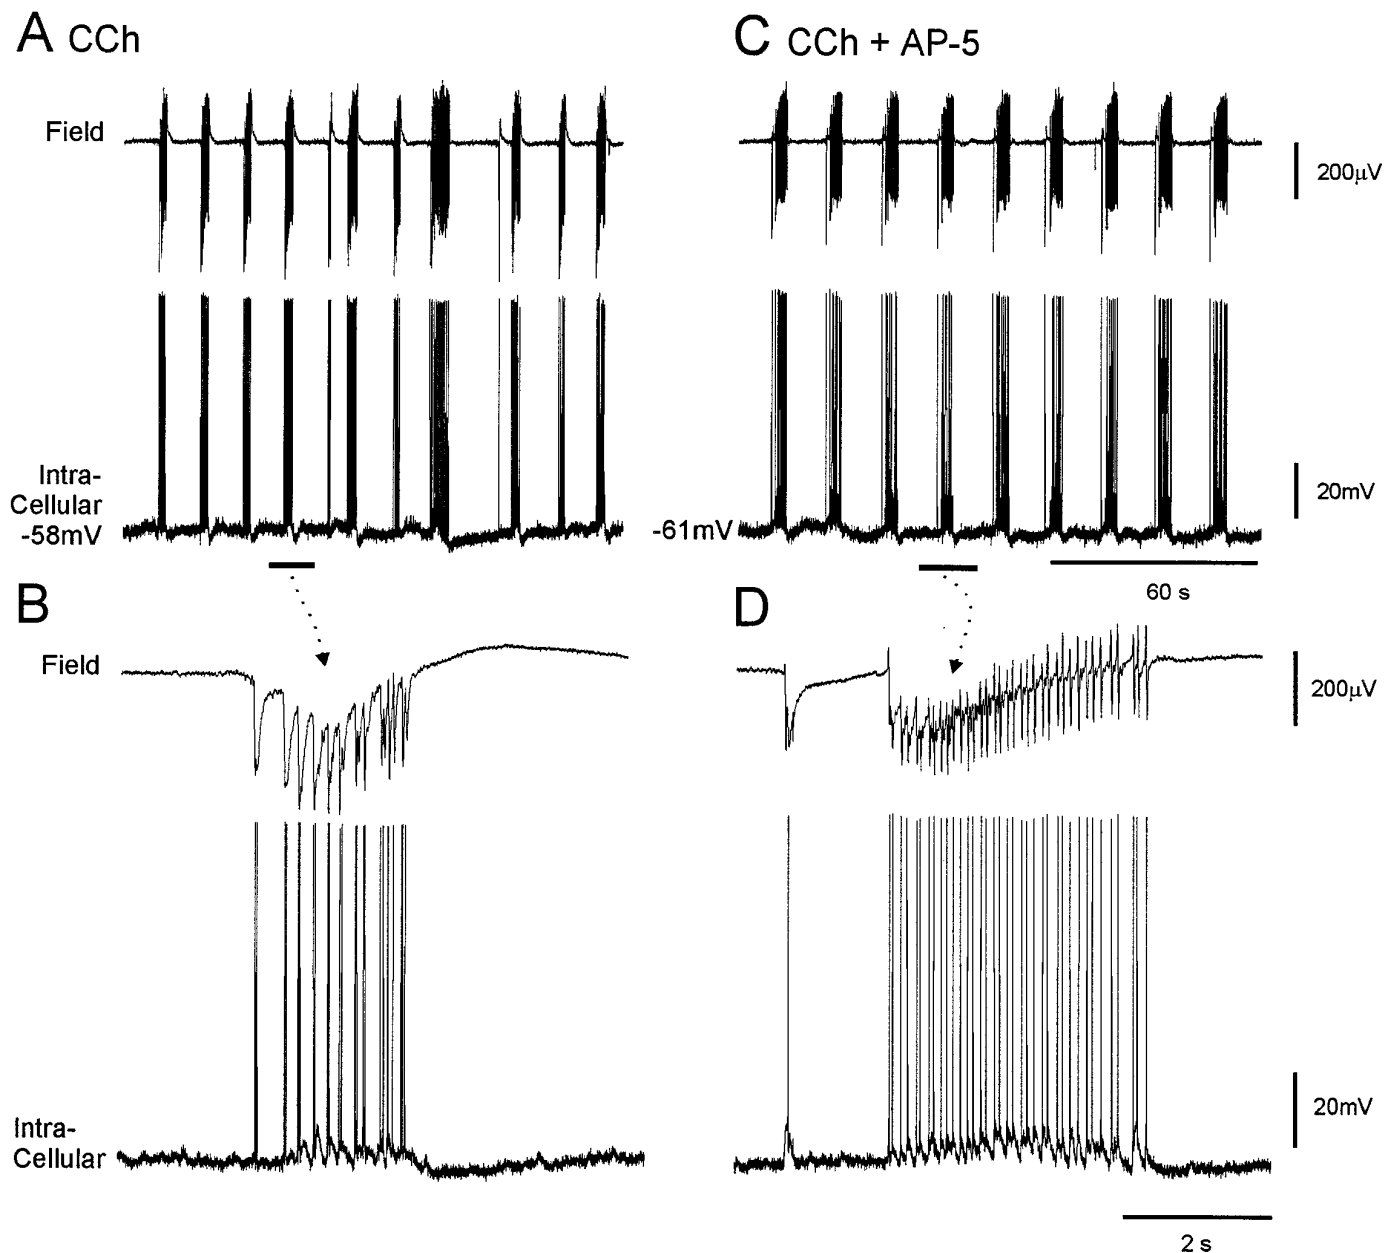 A CCh
C CCh + AP-5
Field
200μV
Intra-
Cellular
-58mV
20mV
-61mV
60 s
B
D
Field
200μV
Intra-
Cellular
20mV
2 s